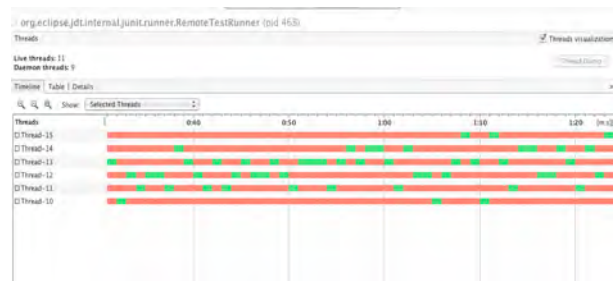 org.eclipse.jdt.internal.junit.runner.RemoteTestRunner (pid 463)
Threads
Threads visualization
Live threads: 11
Daemon threads: 9
Thread Dump
Timeline Table Details
Show: Selected Threads
Threads 0:40 0:50 1:00 1:10 1:20 [m:s]
Thread-15
Thread-14
Thread-13
Thread-12
Thread-11
Thread-10